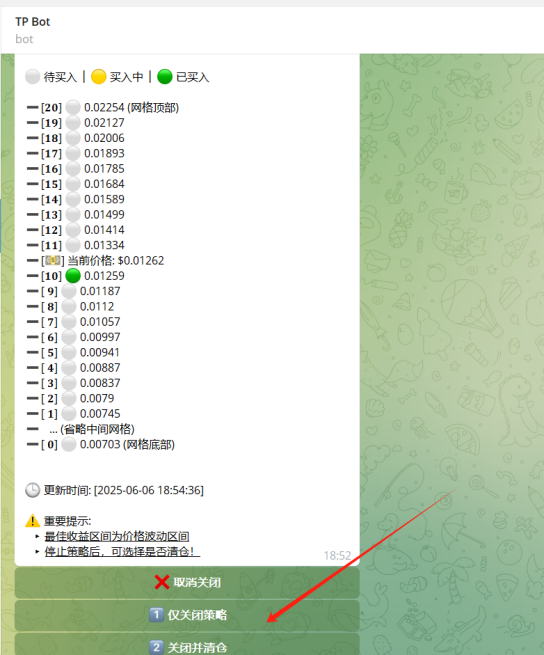 TP Bot
bot
待买入 | 买入中 | 已买入
[20] 0.02254 (网格顶部)
[19] 0.02127
[18] 0.02006
[17] 0.01893
[16] 0.01785
[15] 0.01684
[14] 0.01589
[13] 0.01499
[12] 0.01414
[11] 0.01334
[💵] 当前价格: $0.01262
[10] 0.01259
[ 9] 0.01187
[ 8] 0.0112
[ 7] 0.01057
[ 6] 0.00997
[ 5] 0.00941
[ 4] 0.00887
[ 3] 0.00837
[ 2] 0.0079
[ 1] 0.00745
... (省略中间网格)
[ 0] 0.00703 (网格底部)
更新时间: [2025-06-06 18:54:36]
重要提示:
‣ 最佳收益区间为价格波动区间
‣ 停止策略后，可选择是否清仓！
18:52
取消关闭
1 仅关闭策略
2 关闭并清仓